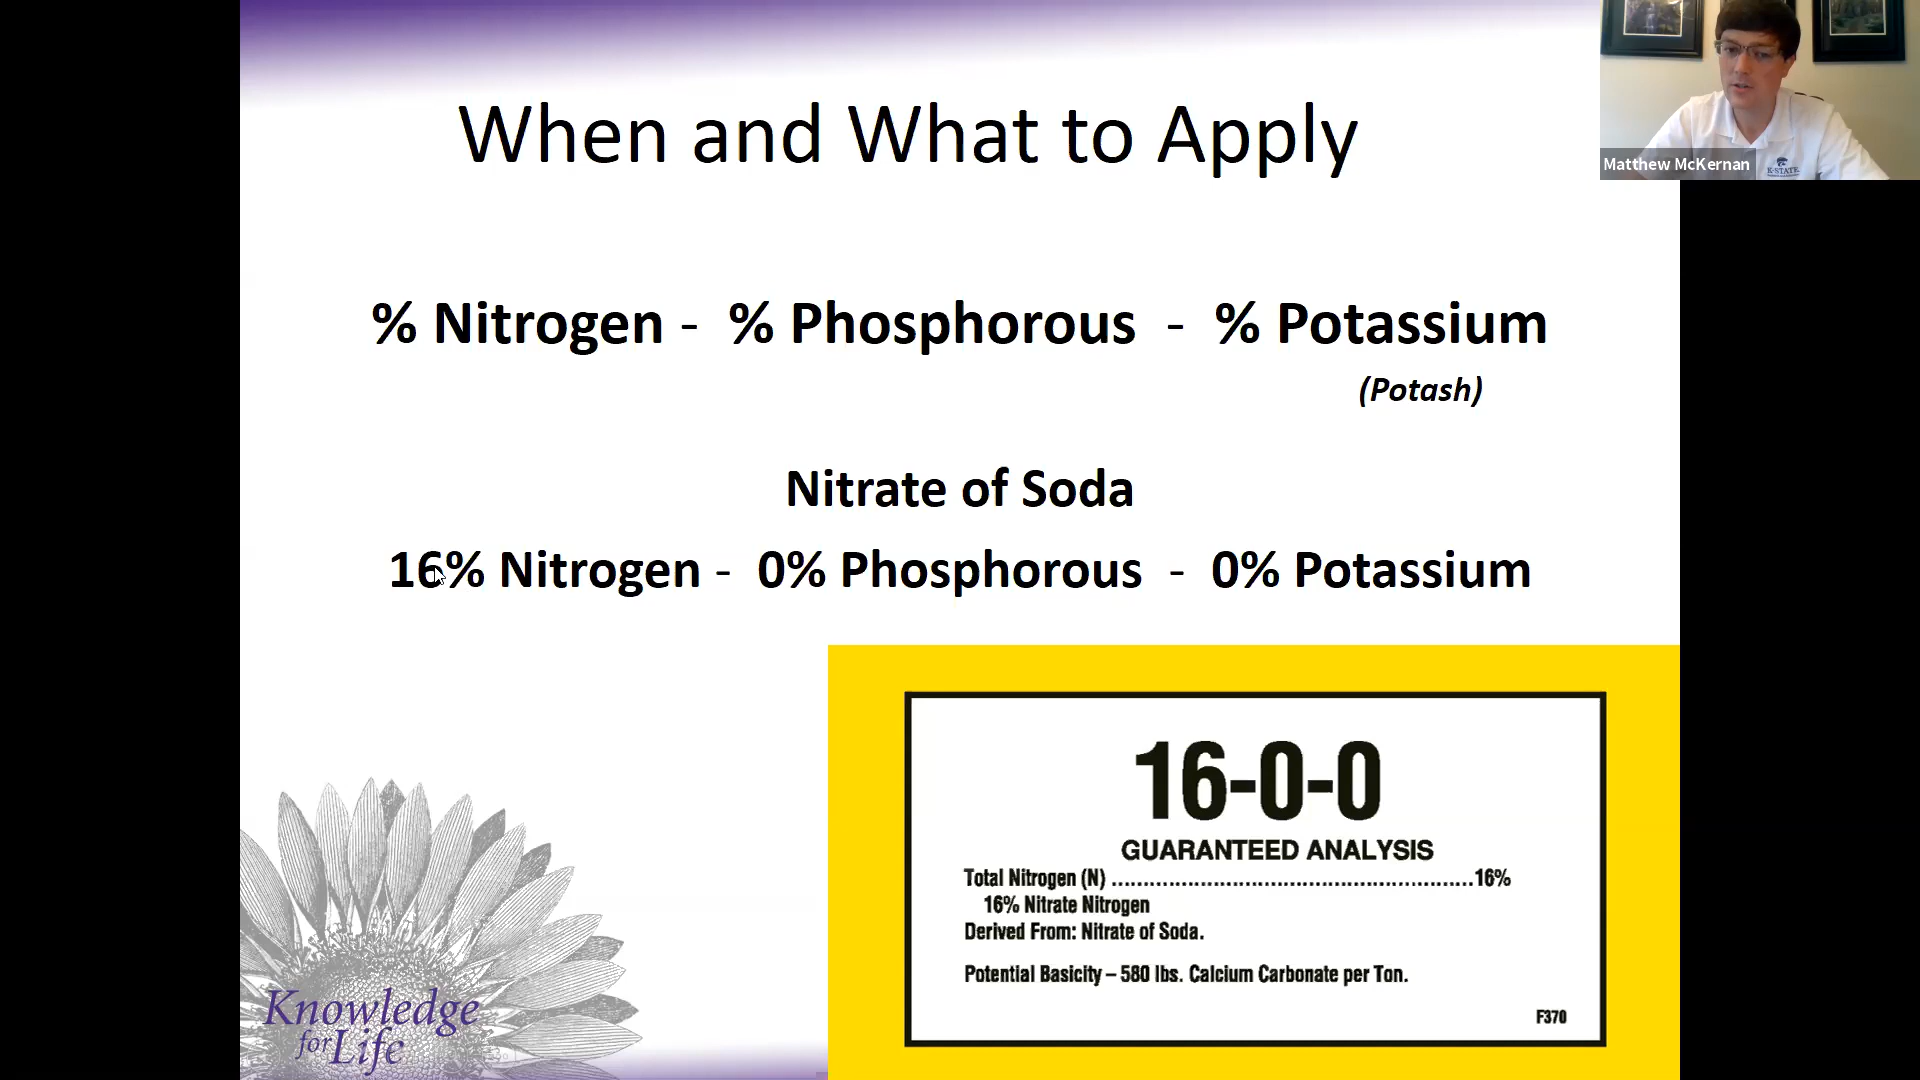 When and What to Apply
Matthew McKernan
K-STATE
% Nitrogen - % Phosphorous - % Potassium
(Potash)
Nitrate of Soda
16% Nitrogen - 0% Phosphorous - 0% Potassium
16-0-0
GUARANTEED ANALYSIS
Total Nitrogen (N) ........................................................16%
16% Nitrate Nitrogen
Derived From: Nitrate of Soda.
Potential Basicity – 580 lbs. Calcium Carbonate per Ton.
F370
Knowledge
for Life